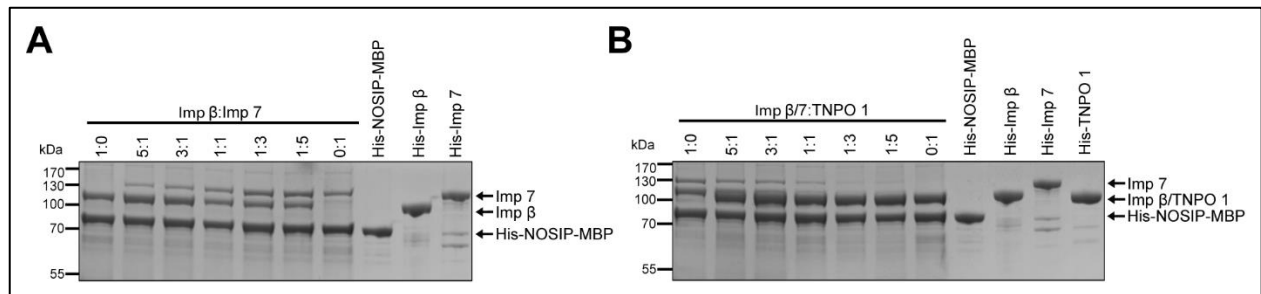 A
Imp β:Imp 7
1:0
5:1
3:1
1:1
1:3
1:5
0:1
His-NOSIP-MBP
His-Imp β
His-Imp 7
kDa
170
130
100
70
55
Imp 7
Imp β
His-NOSIP-MBP
B
Imp β/7:TNPO 1
1:0
5:1
3:1
1:1
1:3
1:5
0:1
His-NOSIP-MBP
His-Imp β
His-Imp 7
His-TNPO 1
kDa
170
130
100
70
55
Imp 7
Imp β/TNPO 1
His-NOSIP-MBP